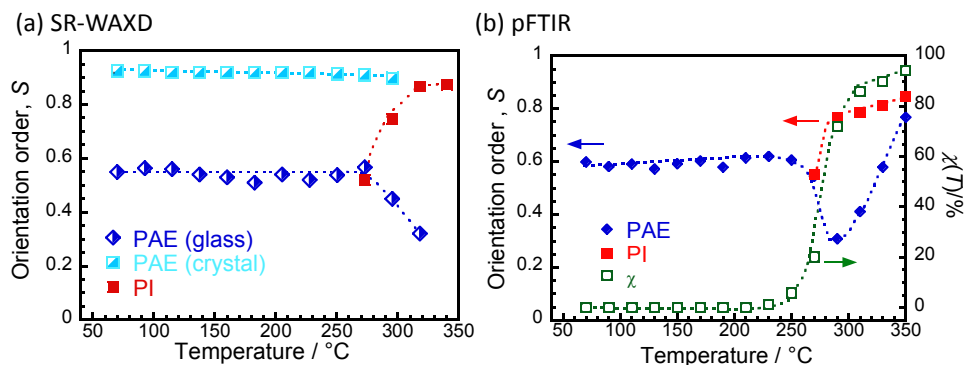 (a) SR-WAXD
Orientation order, S
1
0.8
0.6
0.4
0.2
0
PAE (glass)
PAE (crystal)
PI
50 100 150 200 250 300 350
Temperature / °C
(b) pFTIR
Orientation order, S
1
0.8
0.6
0.4
0.2
0
PAE
PI
χ
100
80
60
40
20
0
χ(T)/%
50 100 150 200 250 300 350
Temperature / °C